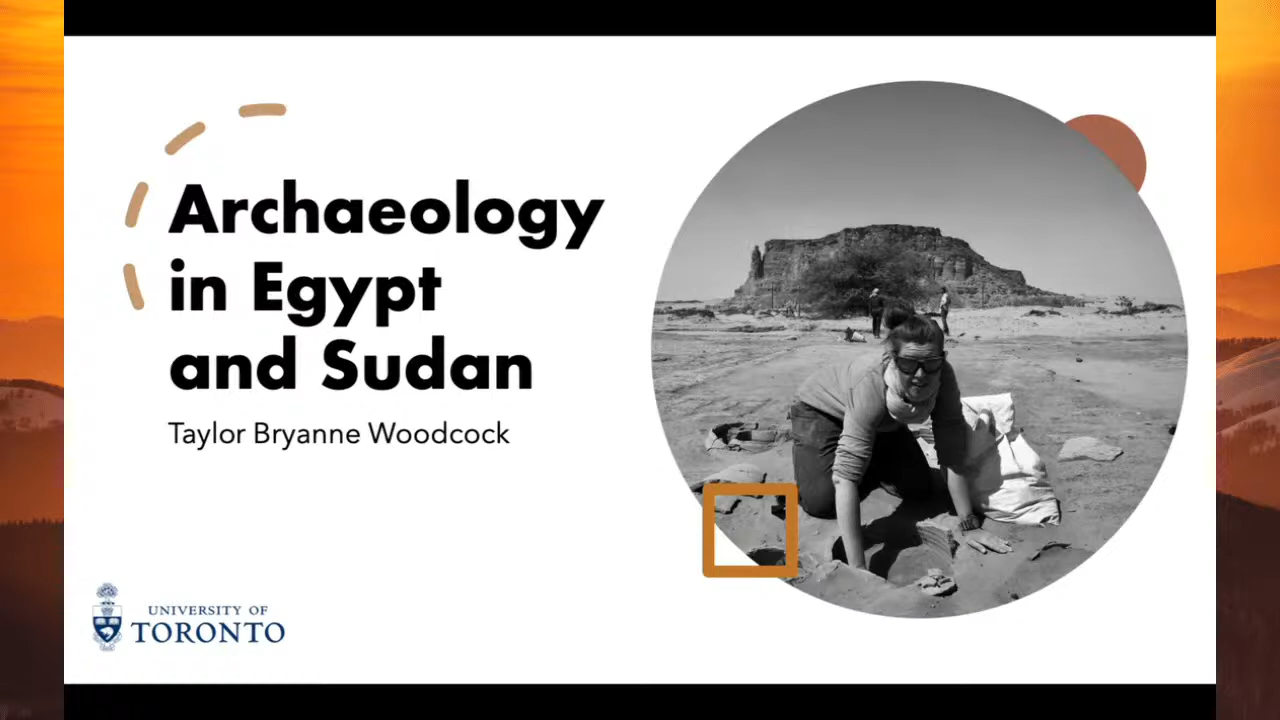 Archaeology
in Egypt
and Sudan
Taylor Bryanne Woodcock
UNIVERSITY OF
TORONTO